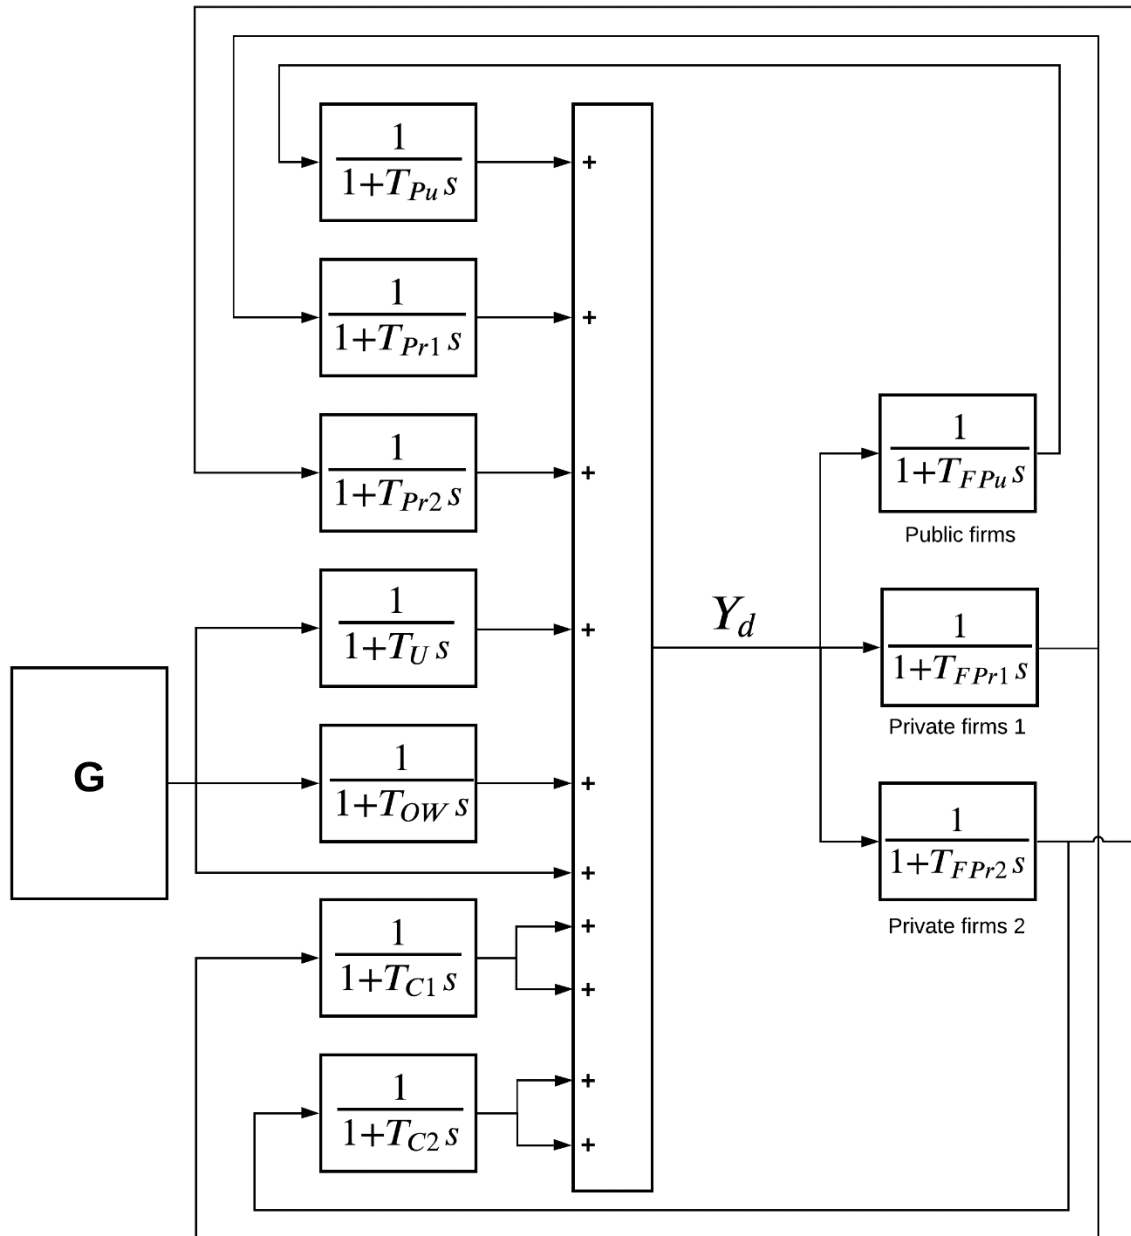 1
1+T_{Pu} s
+
1
1+T_{Pr1} s
+
1
1+T_{Pr2} s
+
1
1+T_{FPu} s
Public firms
1
1+T_U s
+
Y_d
1
1+T_{FPr1} s
Private firms 1
G
1
1+T_{OW} s
+
1
1+T_{FPr2} s
Private firms 2
+
1
1+T_{C1} s
+
+
1
1+T_{C2} s
+
+